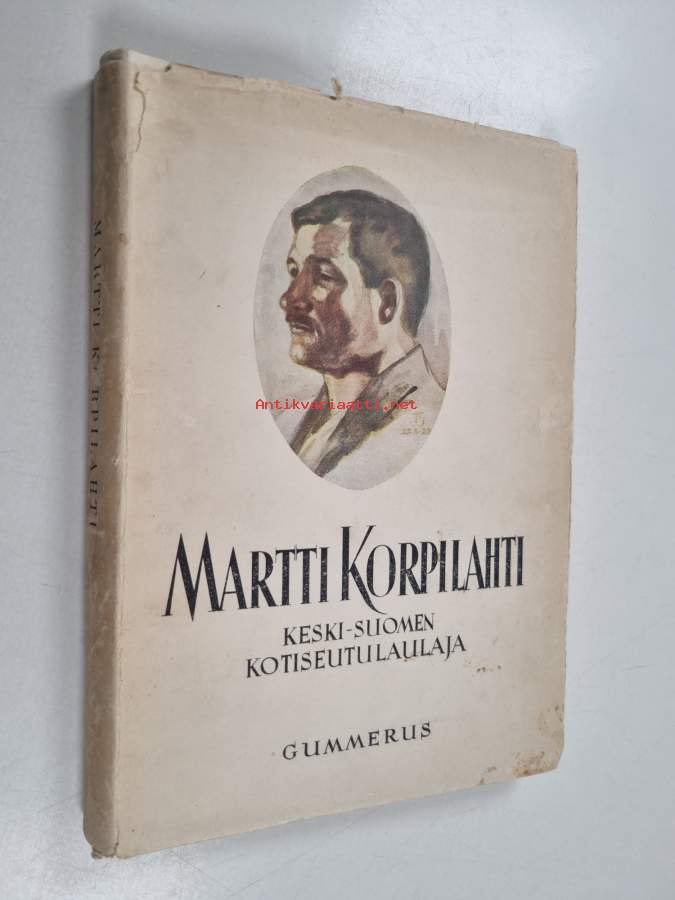 MARTTI KORPILAHTI
Antikvariaatti.net
MARTTI KORPILAHTI
KESKI-SUOMEN
KOTISEUTULAULAJA
GUMMERUS